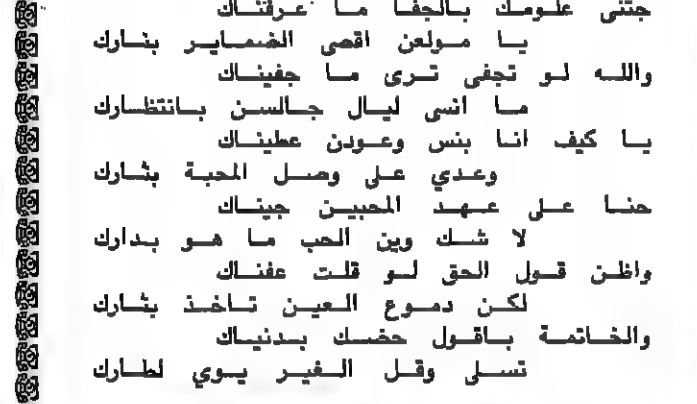 جتني علومك بالجفا ما عرفناك
يا مولعن اقصى الضماير بنارك
والله لو تجفى ترى ما جفيناك
ما انسى ليال جالسن بانتظارك
يا كيف انا بنس وعودن عطيناك
وعدي على وصل المحبة بثارك
حنا على عهد المحبين جيناك
لا شك وين الحب ما هو بدارك
واظن قول الحق لو قلت عفناك
لكن دموع العين تاخذ بثارك
والخاتمة باقول حضك بدنياك
تسلى وقل الغير يوي لطارك